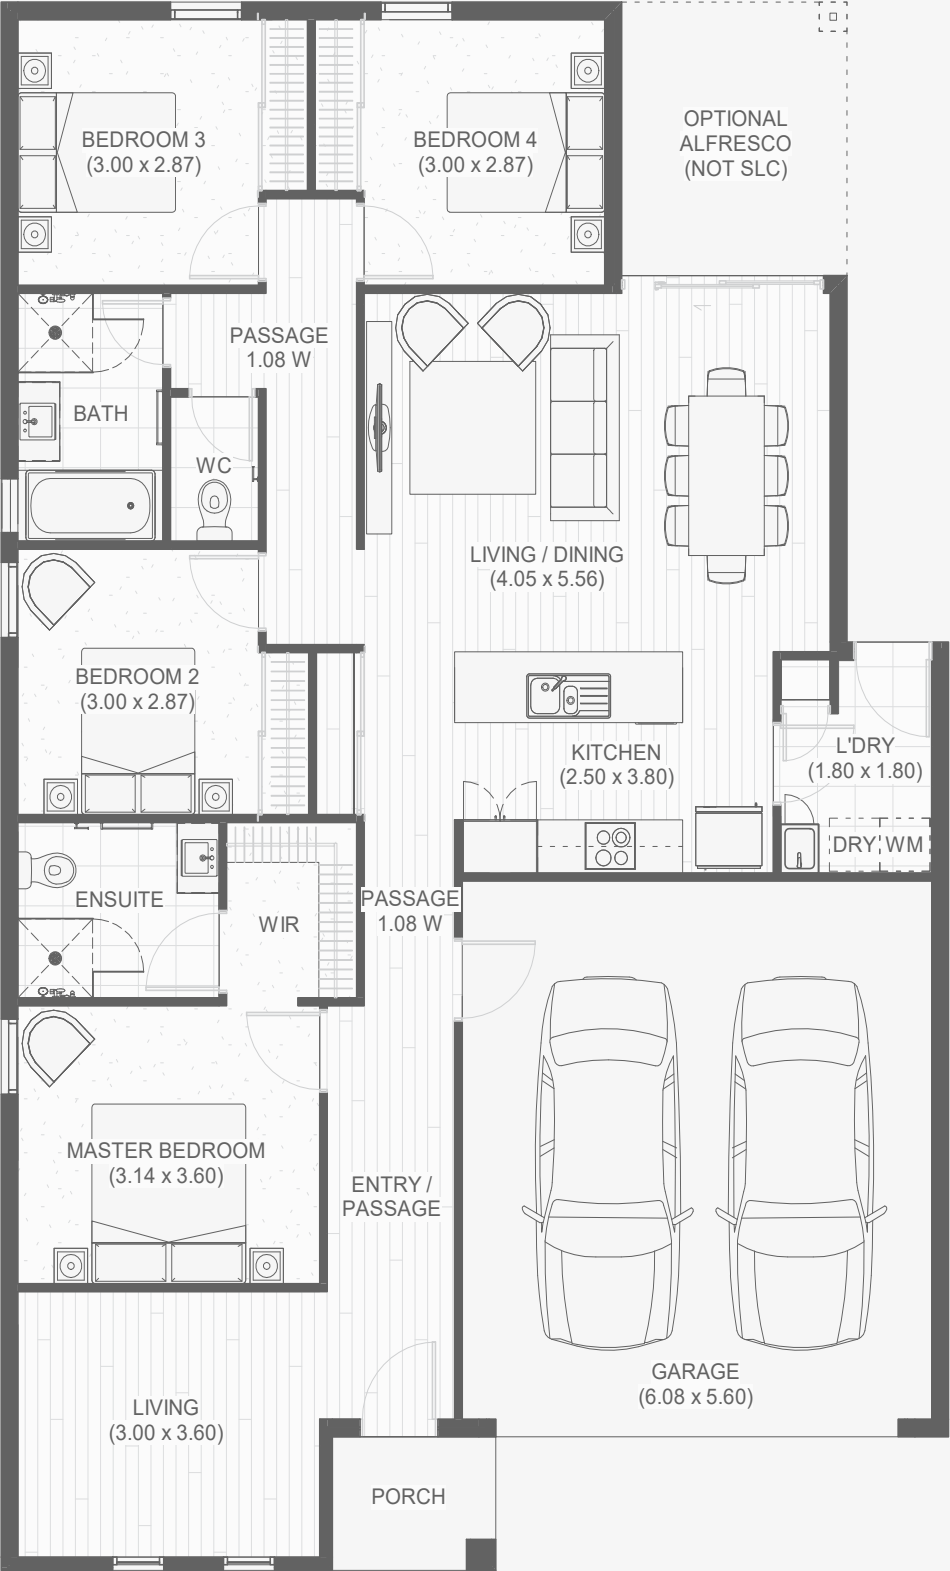 BEDROOM 3
(3.00 x 2.87)
BEDROOM 4
(3.00 x 2.87)
OPTIONAL
ALFRESCO
(NOT SLC)
PASSAGE
1.08 W
BATH
WC
LIVING / DINING
(4.05 x 5.56)
BEDROOM 2
(3.00 x 2.87)
KITCHEN
(2.50 x 3.80)
L'DRY
(1.80 x 1.80)
DRY WM
ENSUITE
WIR
PASSAGE
1.08 W
MASTER BEDROOM
(3.14 x 3.60)
ENTRY /
PASSAGE
GARAGE
(6.08 x 5.60)
LIVING
(3.00 x 3.60)
PORCH